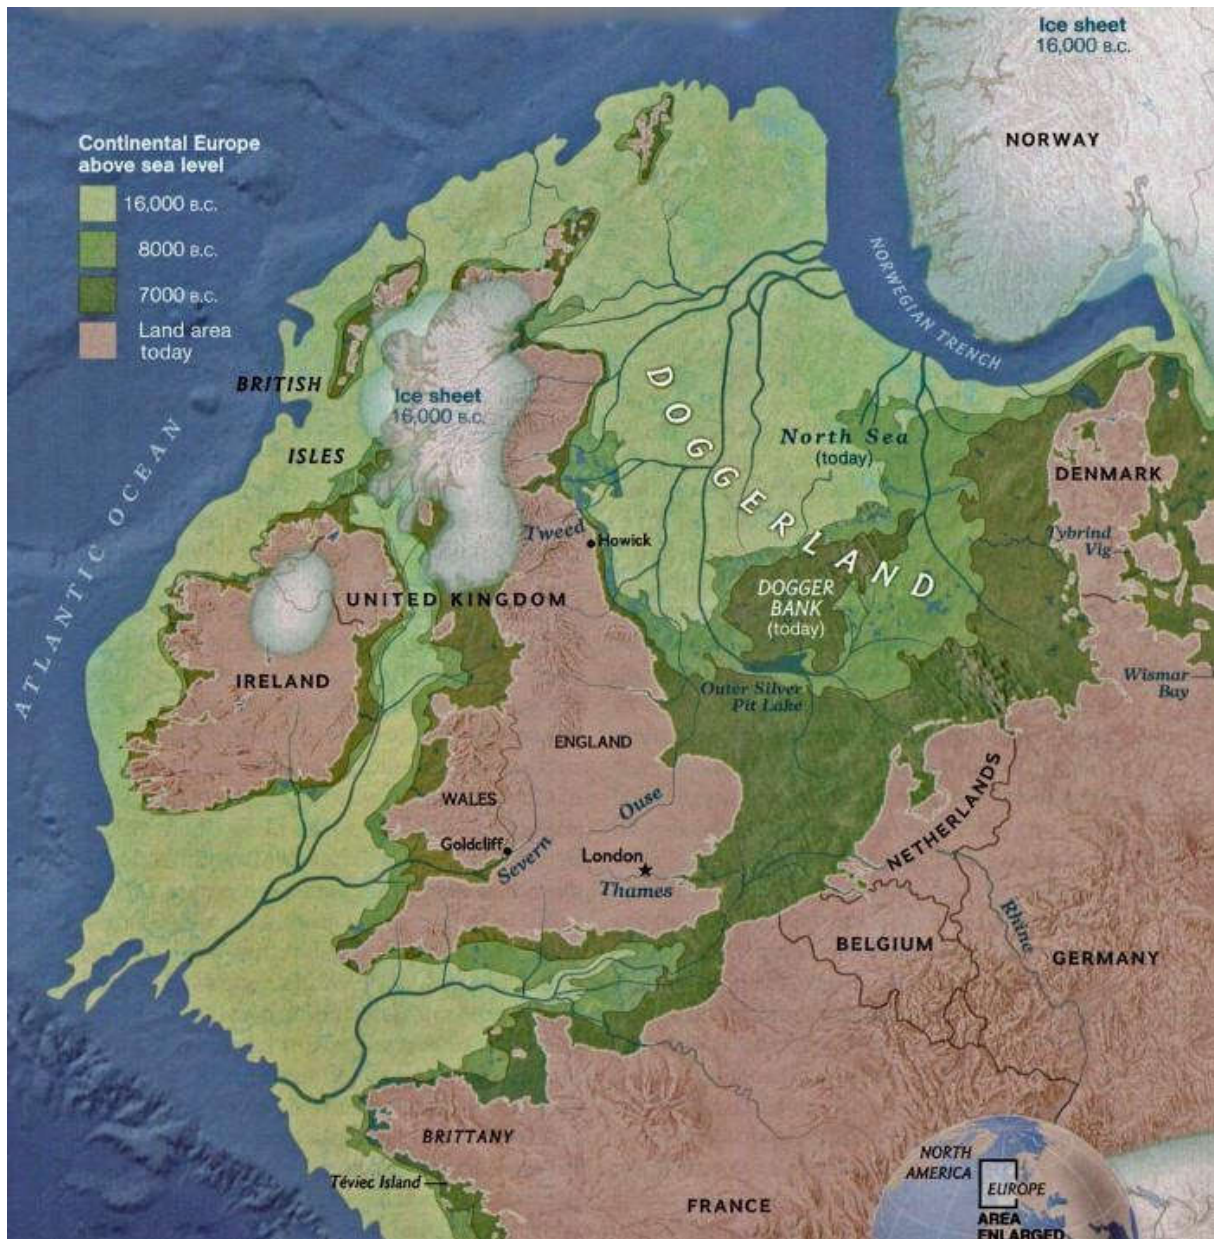 Ice sheet
16,000 B.C.
NORWAY
Continental Europe
above sea level
16,000 B.C.
8000 B.C.
7000 B.C.
Land area
today
NORWEGIAN TRENCH
BRITISH
ISLES
Ice sheet
16,000 B.C.
ATLANTIC OCEAN
DOGGERLAND
North Sea
(today)
DENMARK
Tweed
Howick
Tybrind
Vig
DOGGER
BANK
(today)
UNITED KINGDOM
IRELAND
Outer Silver
Pit Lake
Wismar
Bay
ENGLAND
WALES
Ouse
NETHERLANDS
Goldcliff
Severn
London
Thames
Rhine
BELGIUM
GERMANY
BRITTANY
Téviec Island
FRANCE
NORTH
AMERICA
EUROPE
AREA
ENLARGED